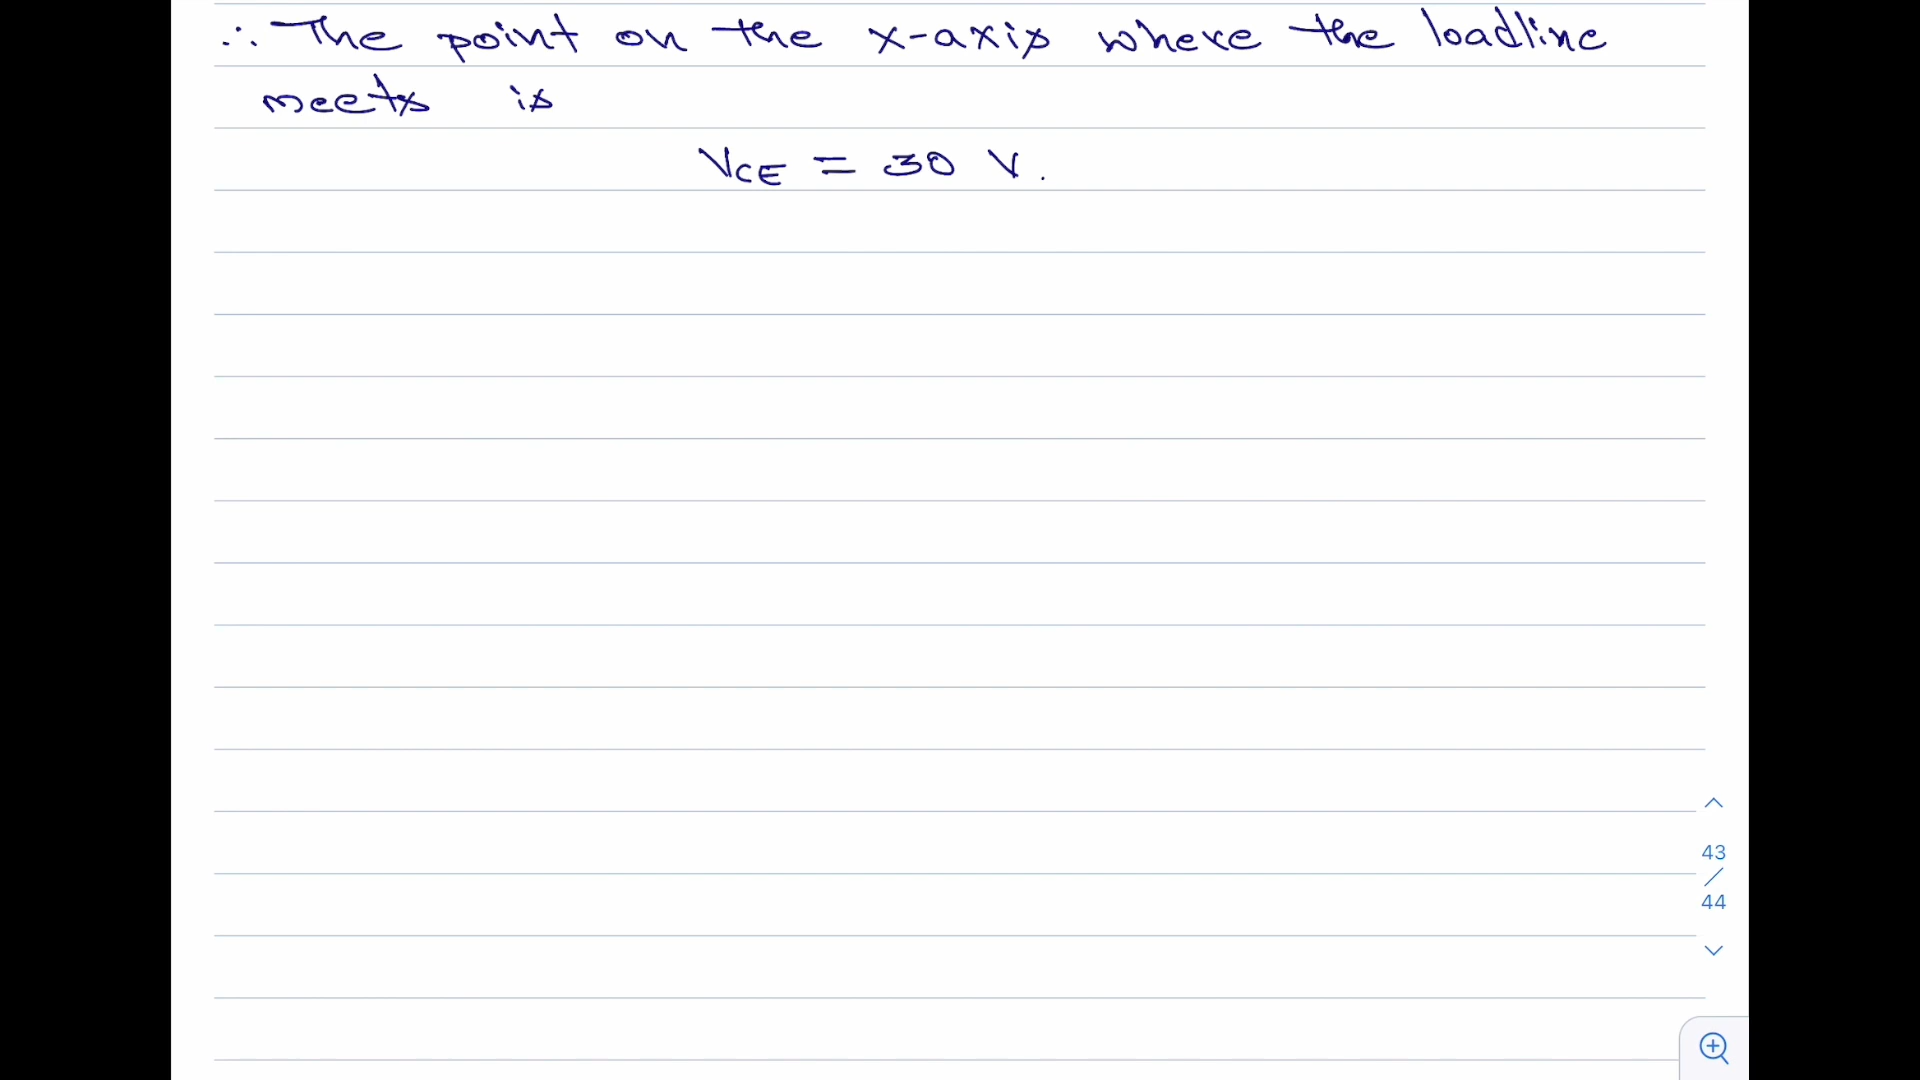 ∴ The point on the x-axis where the loadline
meets is
VCE = 30 V.
43
/
44